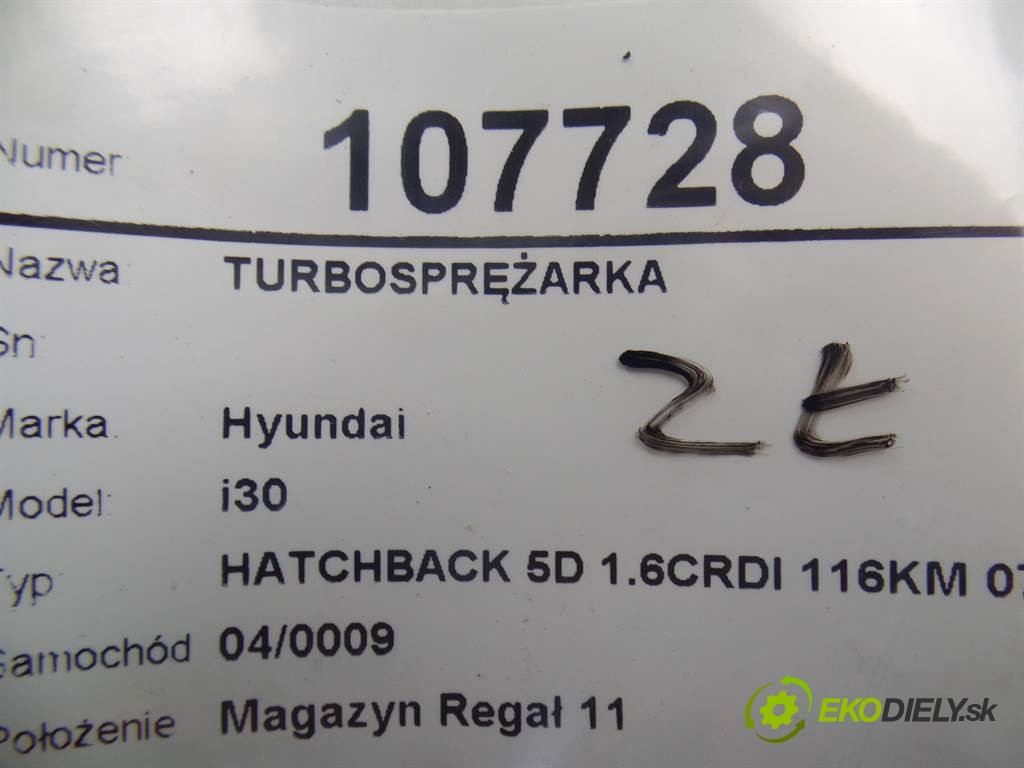 Numer 107728
Nazwa TURBOSPRĘŻARKA
Sn:
Marka. Hyundai
Model: i30
Typ HATCHBACK 5D 1.6CRDI 116KM 07
Samochód 04/0009
Położenie Magazyn Regał 11
EKODIELY.sk